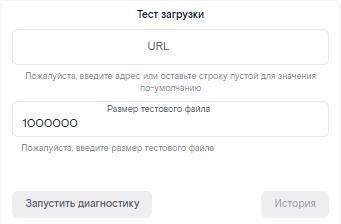 Тест загрузки
URL
Пожалуйста, введите адрес или оставьте строку пустой для значения
по-умолчанию
Размер тестового файла
1000000
Пожалуйста, введите размер тестового файла
Запустить диагностику
История